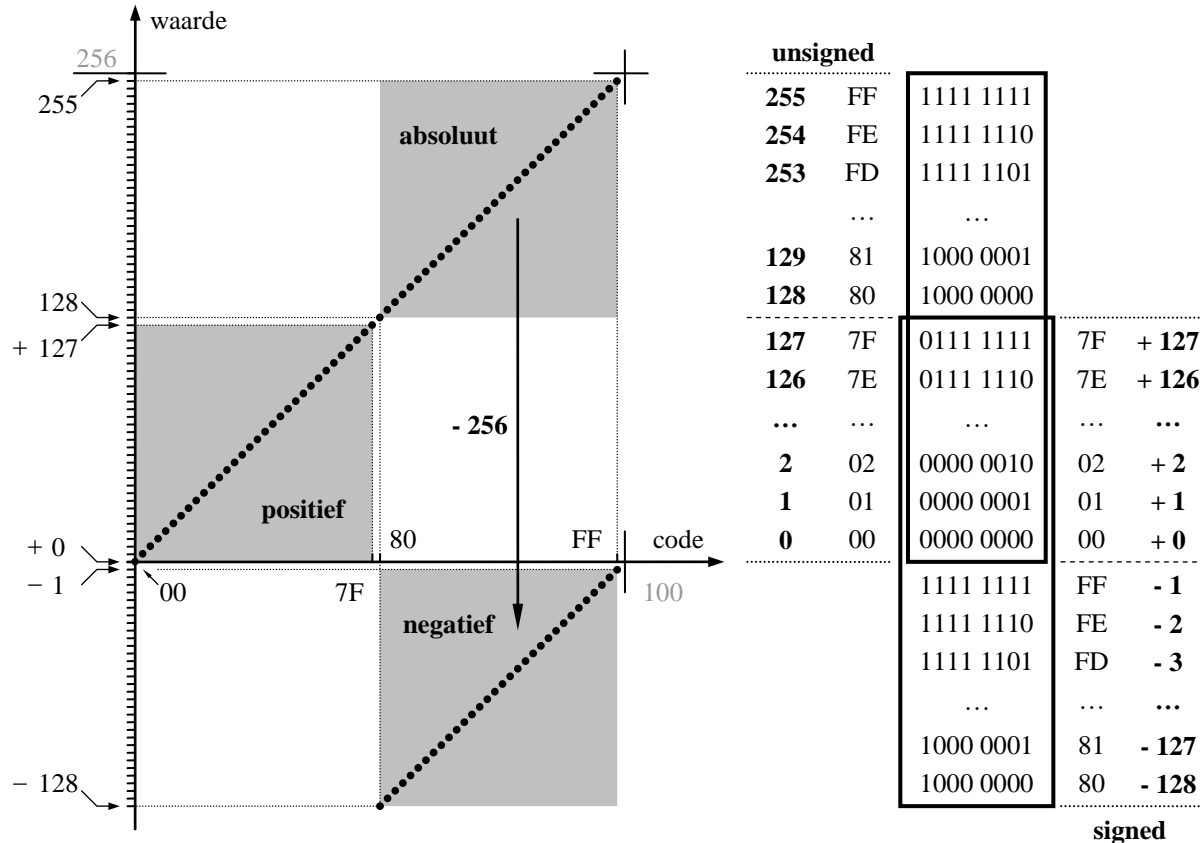 waarde
256
255
absoluut
128
+ 127
- 256
positief
80
FF
code
+ 0
− 1
00
7F
100
negatief
− 128
unsigned
255 FF 1111 1111
254 FE 1111 1110
253 FD 1111 1101
… …
129 81 1000 0001
128 80 1000 0000
127 7F 0111 1111 7F + 127
126 7E 0111 1110 7E + 126
… … … … …
2 02 0000 0010 02 + 2
1 01 0000 0001 01 + 1
0 00 0000 0000 00 + 0
1111 1111 FF - 1
1111 1110 FE - 2
1111 1101 FD - 3
… … …
1000 0001 81 - 127
1000 0000 80 - 128
signed